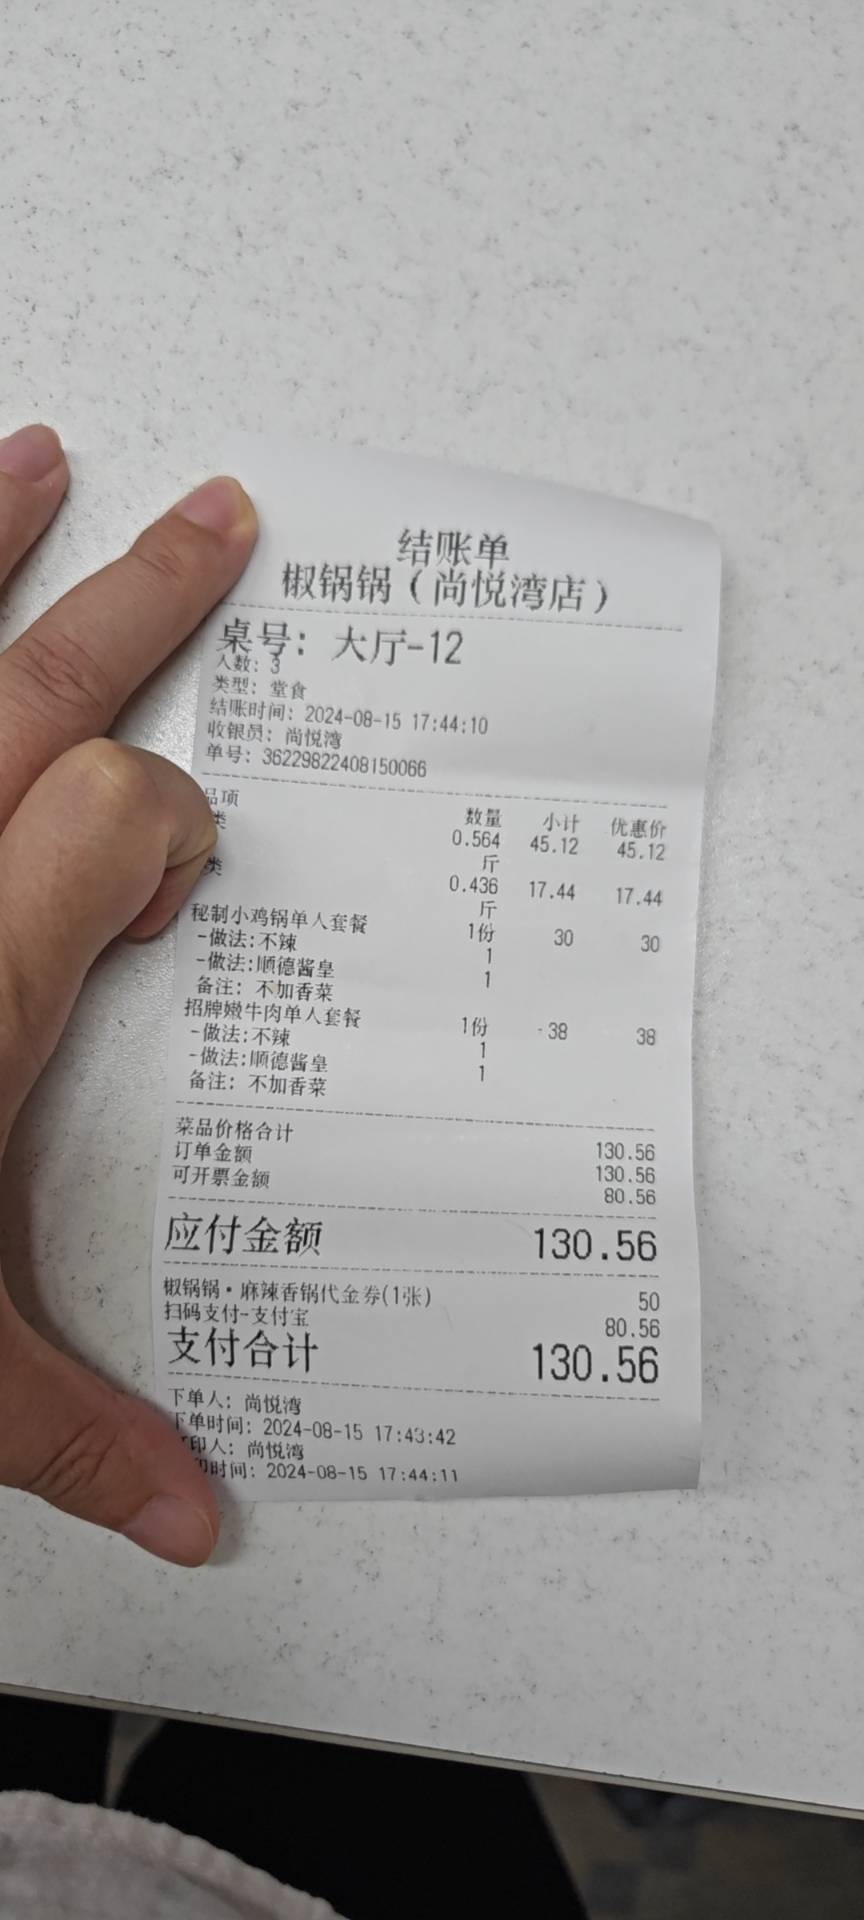 结账单
椒锅锅（尚悦湾店）
桌号：大厅-12
人数：3
类型：堂食
结账时间：2024-08-15 17:44:10
收银员：尚悦湾
单号：36229822408150066
品项 数量 小计 优惠价
类 0.564 45.12 45.12
斤
类 0.436 17.44 17.44
斤
秘制小鸡锅单人套餐 1份 30 30
-做法:不辣 1
-做法:顺德酱皇 1
备注：不加香菜
招牌嫩牛肉单人套餐 1份 38 38
-做法:不辣 1
-做法:顺德酱皇 1
备注：不加香菜
菜品价格合计 130.56
订单金额 130.56
可开票金额 80.56
应付金额 130.56
椒锅锅·麻辣香锅代金券(1张) 50
扫码支付-支付宝 80.56
支付合计 130.56
下单人：尚悦湾
下单时间：2024-08-15 17:43:42
印人：尚悦湾
印时间：2024-08-15 17:44:11